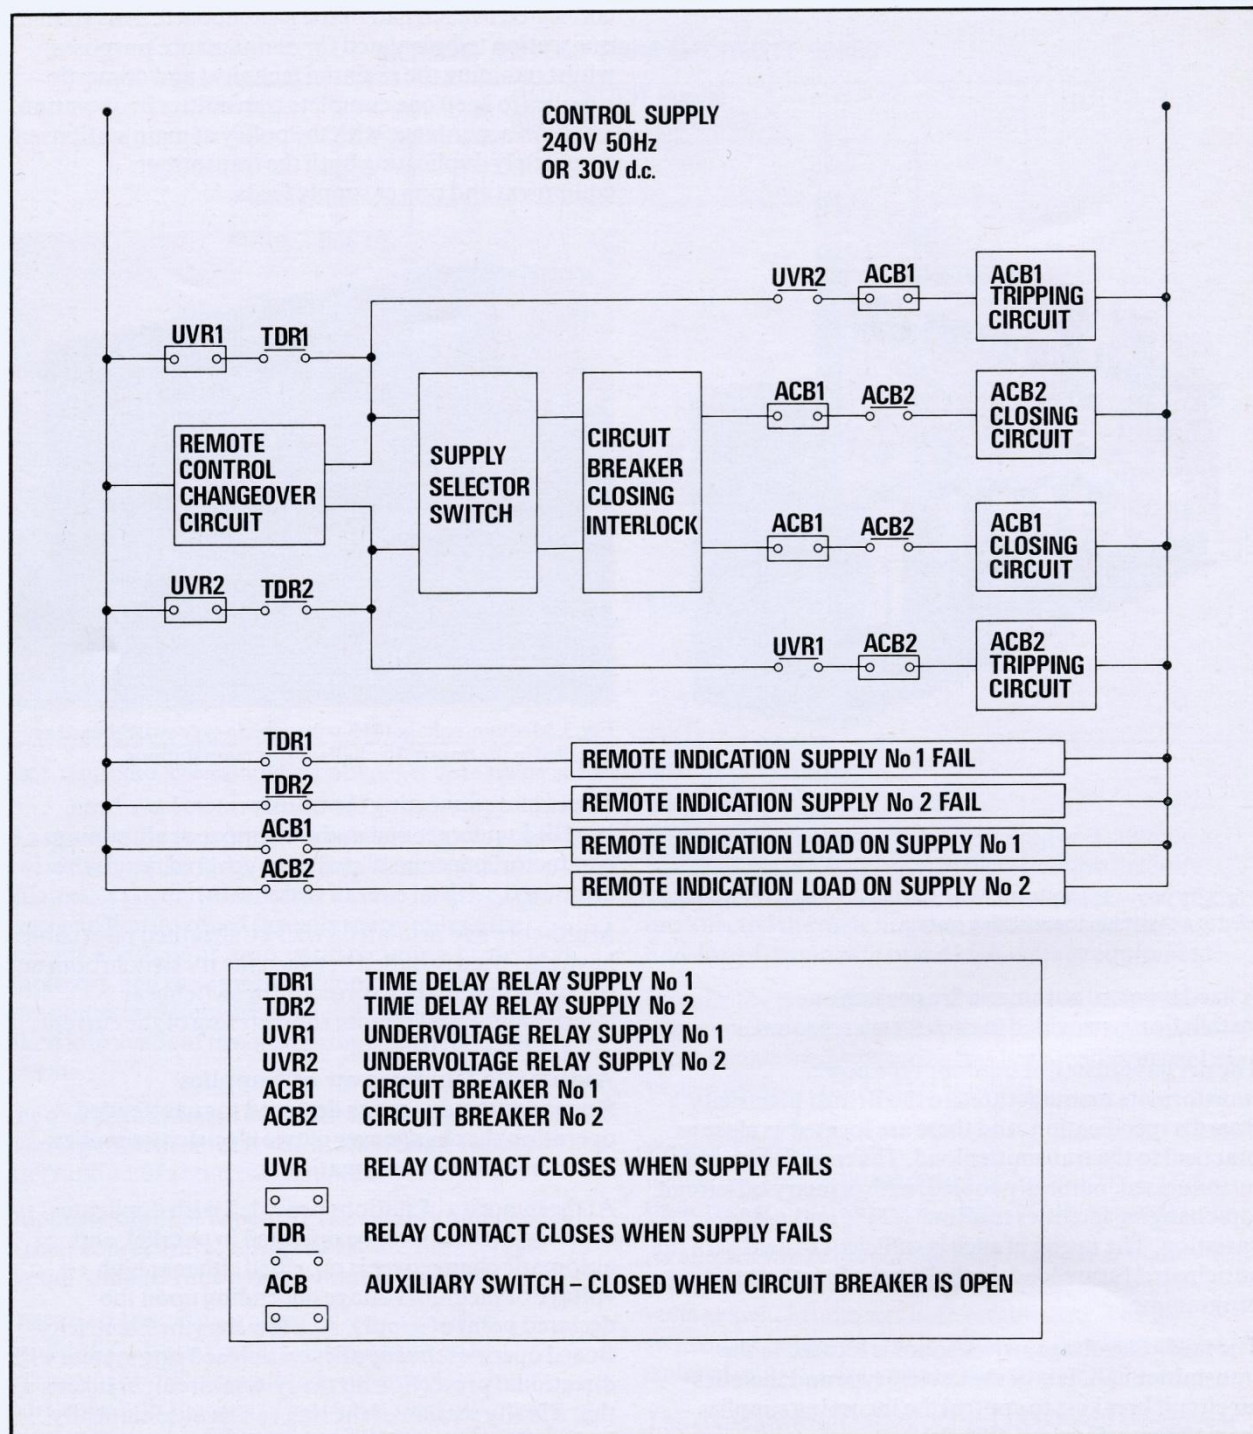 CONTROL SUPPLY
240V 50Hz
OR 30V d.c.
UVR2 ACB1
ACB1
TRIPPING
CIRCUIT
UVR1 TDR1
ACB1 ACB2
ACB2
CLOSING
CIRCUIT
REMOTE
CONTROL
CHANGEOVER
CIRCUIT
SUPPLY
SELECTOR
SWITCH
CIRCUIT
BREAKER
CLOSING
INTERLOCK
ACB1 ACB2
ACB1
CLOSING
CIRCUIT
UVR2 TDR2
UVR1 ACB2
ACB2
TRIPPING
CIRCUIT
TDR1 REMOTE INDICATION SUPPLY No 1 FAIL
TDR2 REMOTE INDICATION SUPPLY No 2 FAIL
ACB1 REMOTE INDICATION LOAD ON SUPPLY No 1
ACB2 REMOTE INDICATION LOAD ON SUPPLY No 2
TDR1 TIME DELAY RELAY SUPPLY No 1
TDR2 TIME DELAY RELAY SUPPLY No 2
UVR1 UNDERVOLTAGE RELAY SUPPLY No 1
UVR2 UNDERVOLTAGE RELAY SUPPLY No 2
ACB1 CIRCUIT BREAKER No 1
ACB2 CIRCUIT BREAKER No 2
UVR RELAY CONTACT CLOSES WHEN SUPPLY FAILS
TDR RELAY CONTACT CLOSES WHEN SUPPLY FAILS
ACB AUXILIARY SWITCH – CLOSED WHEN CIRCUIT BREAKER IS OPEN